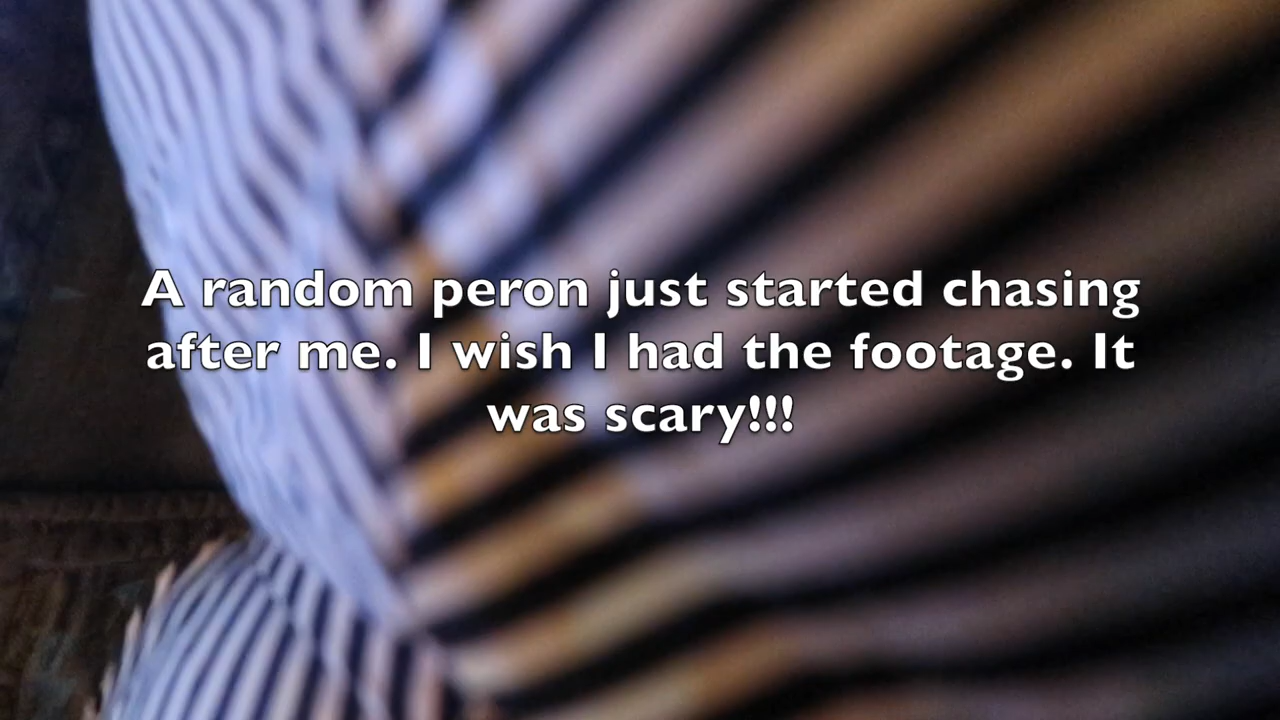 A random peron just started chasing
after me. I wish I had the footage. It
was scary!!!